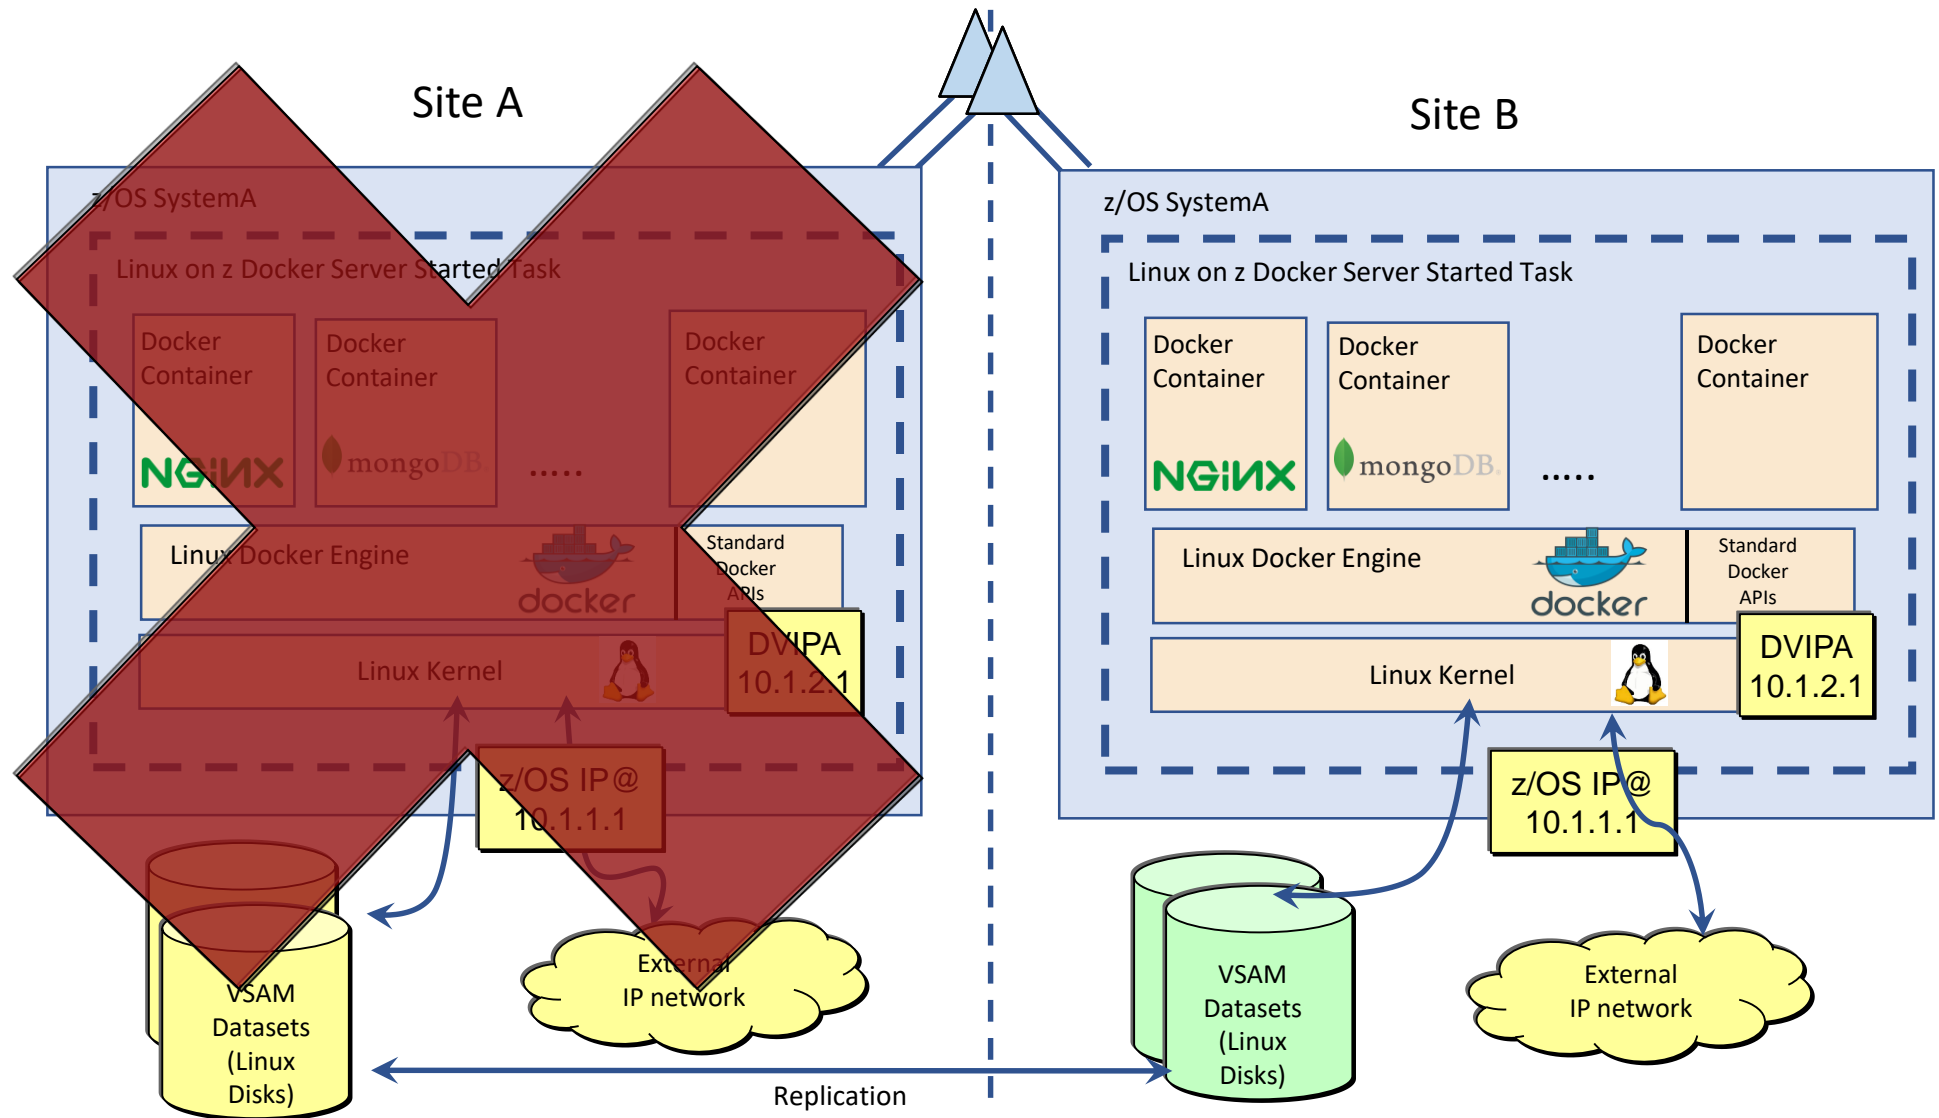 Site A
z/OS SystemA
Linux on z Docker Server Started Task
Docker
Container
NGiNX
Docker
Container
mongoDB.
.....
Docker
Container
Linux Docker Engine
docker
Standard
Docker
APIs
Linux Kernel
DVIPA
10.1.2.1
z/OS IP@
10.1.1.1
VSAM
Datasets
(Linux
Disks)
External
IP network
Replication
Site B
z/OS SystemA
Linux on z Docker Server Started Task
Docker
Container
NGiNX
Docker
Container
mongoDB.
.....
Docker
Container
Linux Docker Engine
docker
Standard
Docker
APIs
Linux Kernel
DVIPA
10.1.2.1
z/OS IP@
10.1.1.1
VSAM
Datasets
(Linux
Disks)
External
IP network